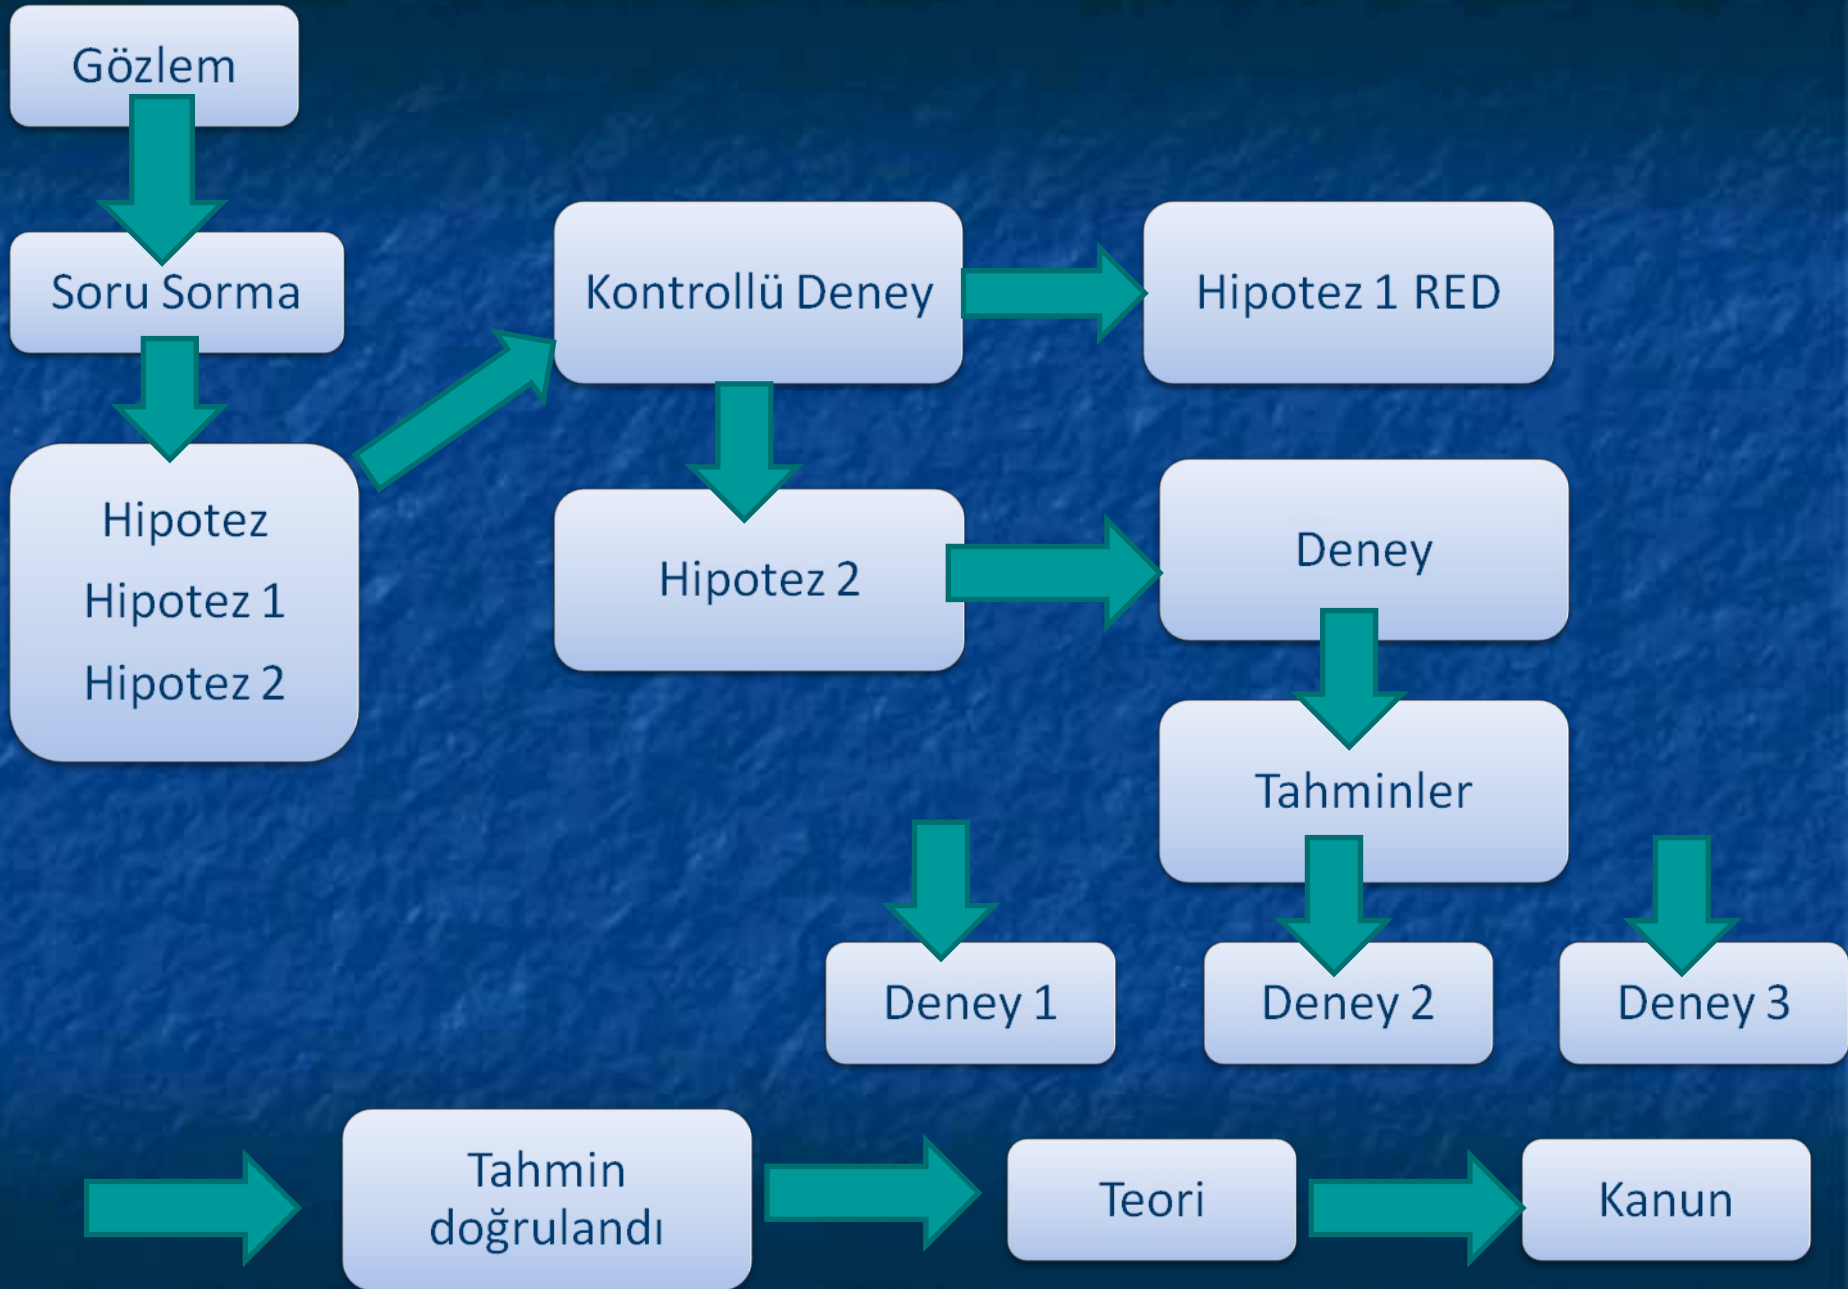 Gözlem
Soru Sorma
Hipotez
Hipotez 1
Hipotez 2
Kontrollü Deney
Hipotez 1 RED
Hipotez 2
Deney
Tahminler
Deney 1
Deney 2
Deney 3
Tahmin
doğrulandı
Teori
Kanun